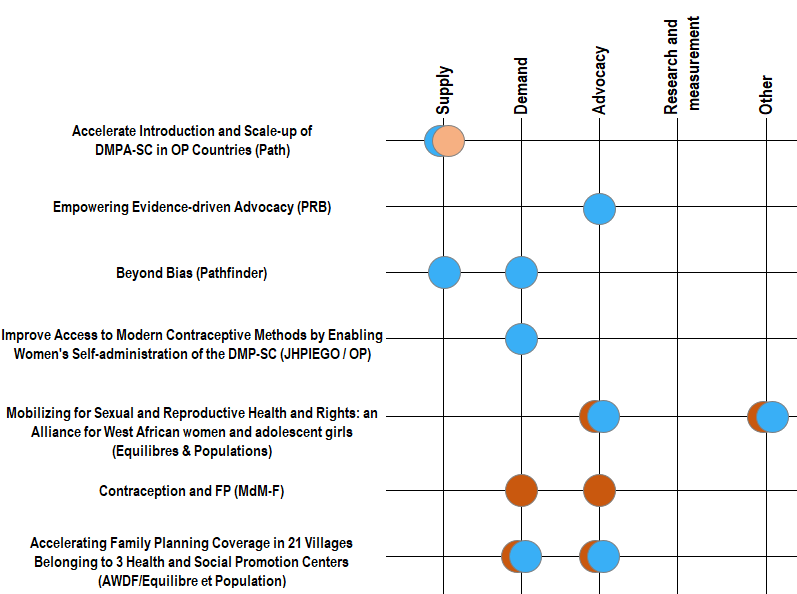 Supply
Demand
Advocacy
Research and
measurement
Other
Accelerate Introduction and Scale-up of
DMPA-SC in OP Countries (Path)
Empowering Evidence-driven Advocacy (PRB)
Beyond Bias (Pathfinder)
Improve Access to Modern Contraceptive Methods by Enabling
Women's Self-administration of the DMP-SC (JHPIEGO / OP)
Mobilizing for Sexual and Reproductive Health and Rights: an
Alliance for West African women and adolescent girls
(Equilibres & Populations)
Contraception and FP (MdM-F)
Accelerating Family Planning Coverage in 21 Villages
Belonging to 3 Health and Social Promotion Centers
(AWDF/Equilibre et Population)